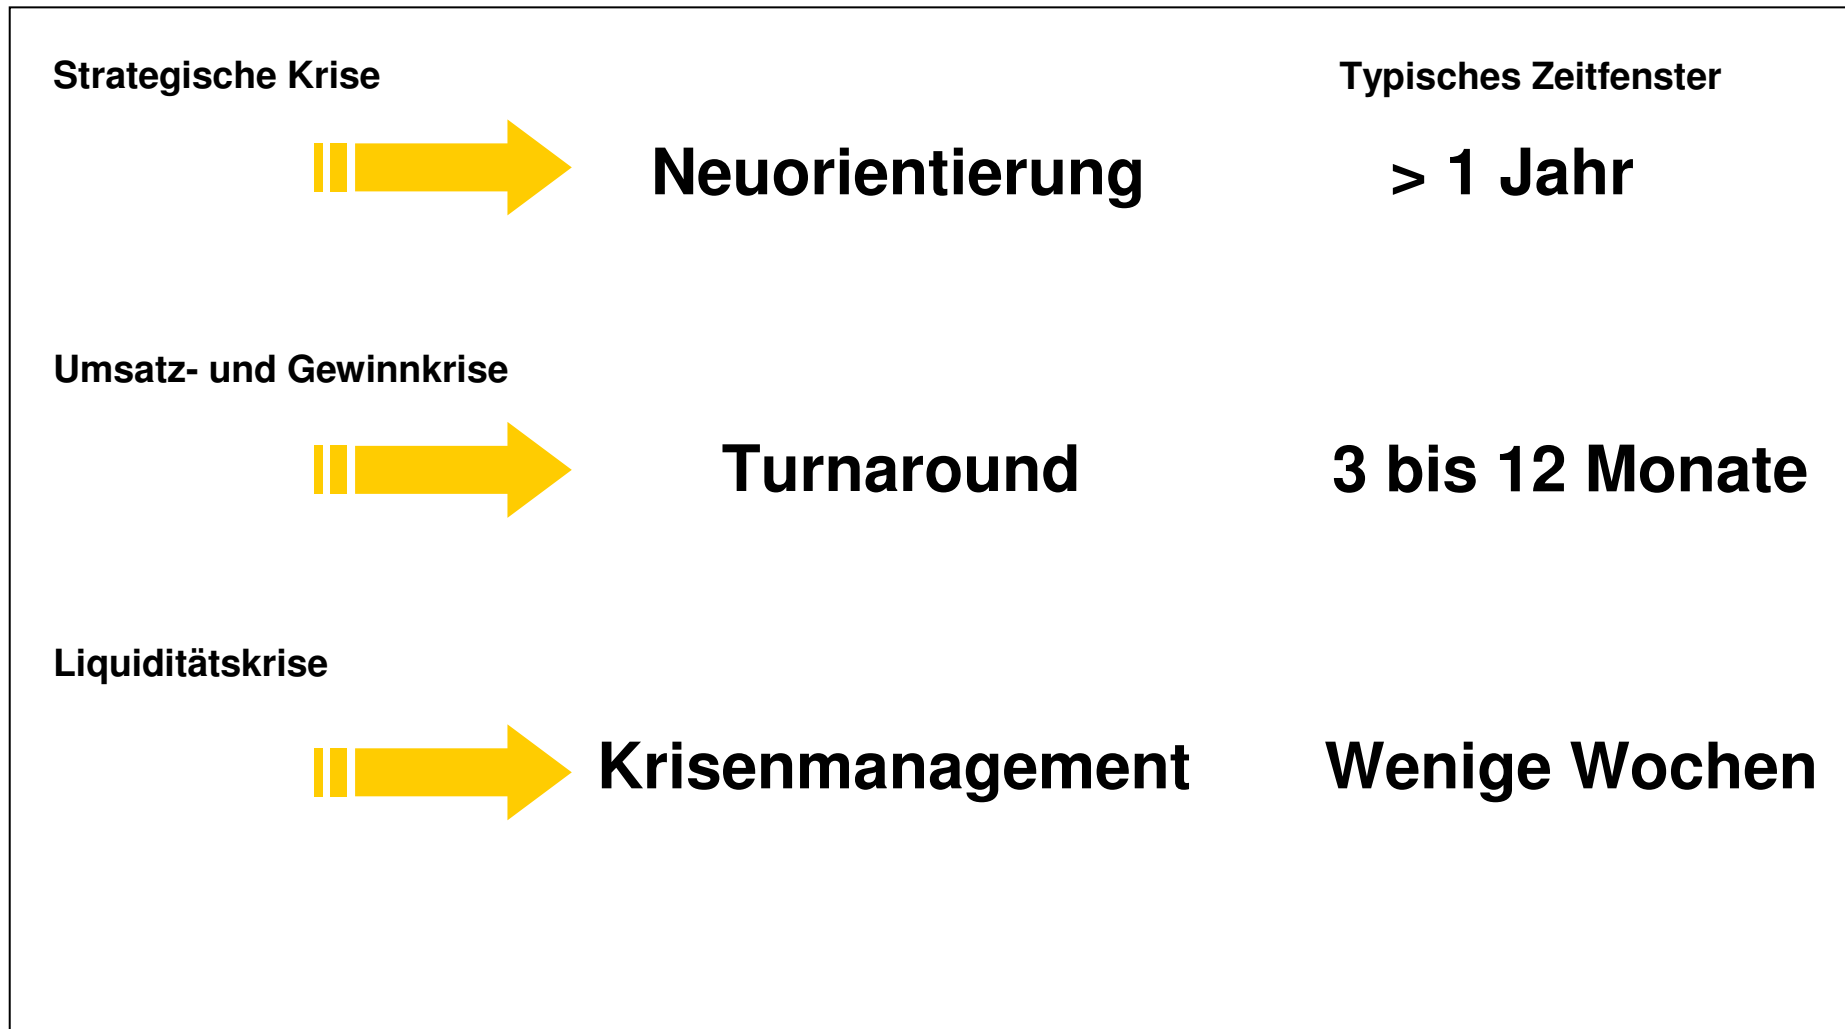 Strategische Krise
Typisches Zeitfenster
Neuorientierung
> 1 Jahr
Umsatz- und Gewinnkrise
Turnaround
3 bis 12 Monate
Liquiditätskrise
Krisenmanagement
Wenige Wochen